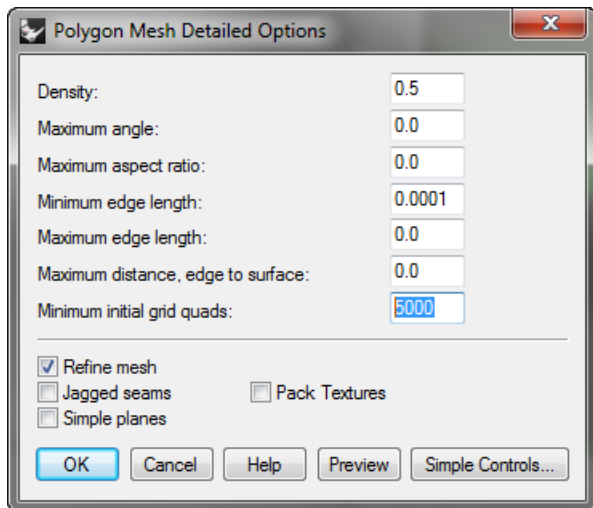 Polygon Mesh Detailed Options
Density: 0.5
Maximum angle: 0.0
Maximum aspect ratio: 0.0
Minimum edge length: 0.0001
Maximum edge length: 0.0
Maximum distance, edge to surface: 0.0
Minimum initial grid quads: 5000
Refine mesh
Jagged seams Pack Textures
Simple planes
OK Cancel Help Preview Simple Controls...